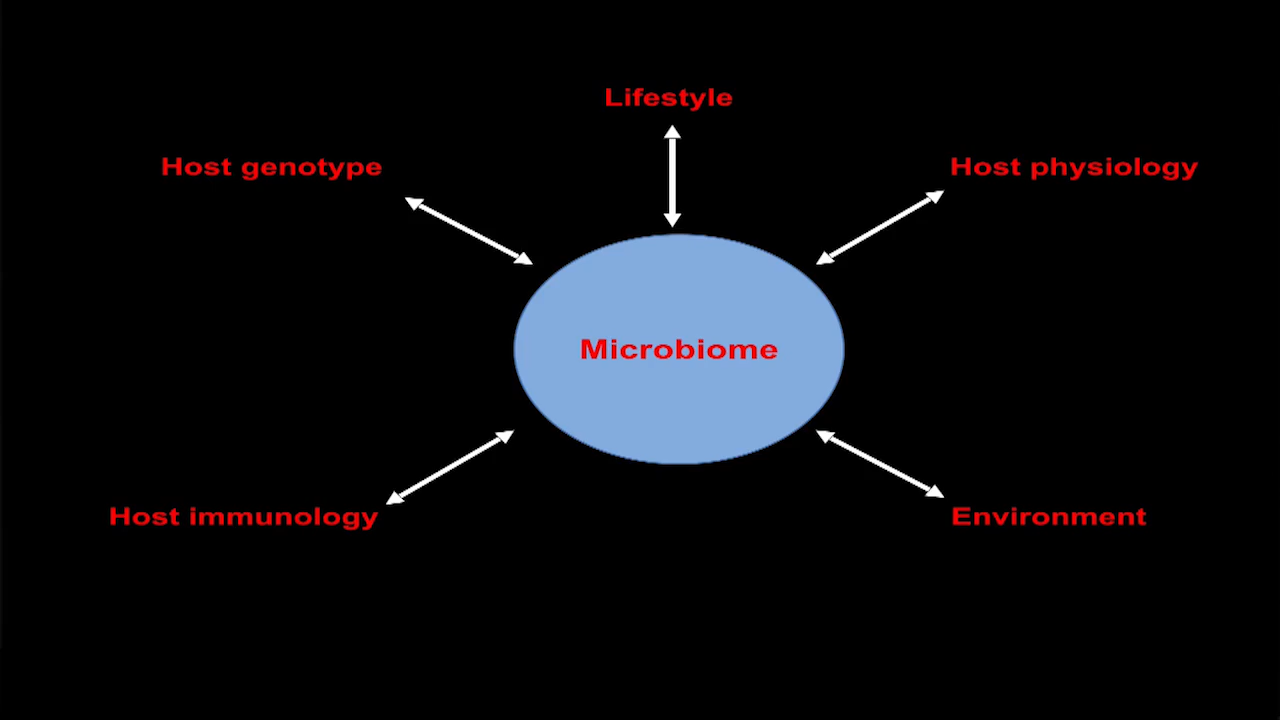 Lifestyle
Host genotype
Host physiology
Microbiome
Host immunology
Environment